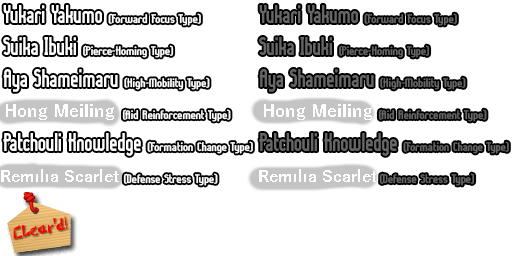 Yukari Yakumo (Forward Focus Type) Yukari Yakumo (Forward Focus Type)
Suika Ibuki (Pierce-Homing Type) Suika Ibuki (Pierce-Homing Type)
Aya Shameimaru (High-Mobility Type) Aya Shameimaru (High-Mobility Type)
Hong Meiling (Aid Reinforcement Type) Hong Meiling (Aid Reinforcement Type)
Patchouli Knowledge (Formation Change Type) Patchouli Knowledge (Formation Change Type)
Remilia Scarlet (Defense Stress Type) Remilia Scarlet (Defense Stress Type)
Clear'd!